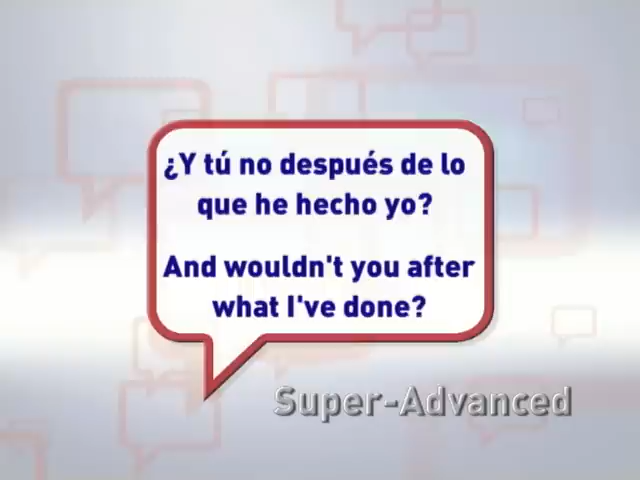 ¿Y tú no después de lo
que he hecho yo?
And wouldn't you after
what I've done?
Super-Advanced